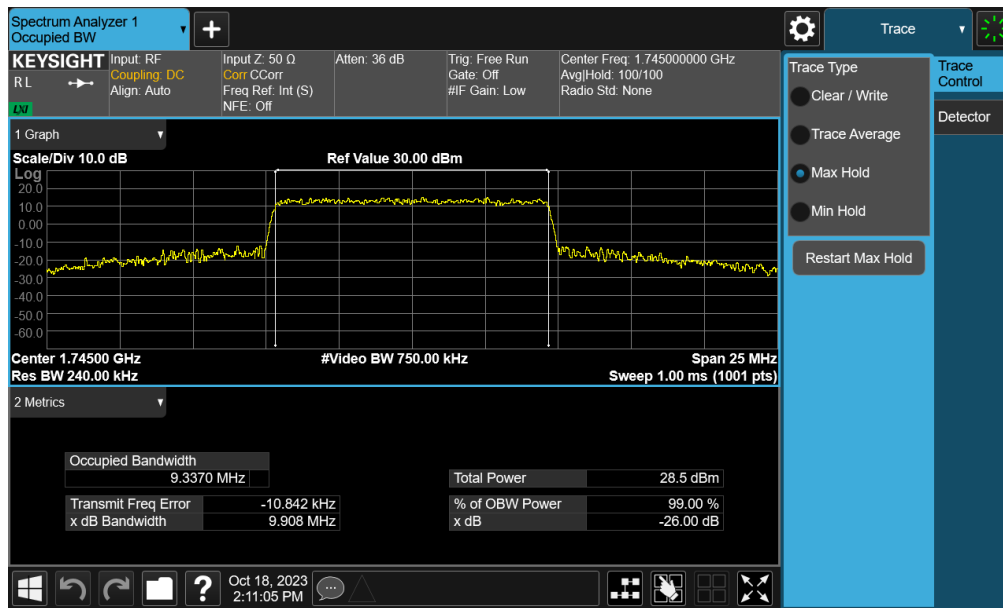 Spectrum Analyzer 1
Occupied BW
+
Trace
KEYSIGHT
R L
LXI
Input: RF
Coupling: DC
Align: Auto
Input Z: 50 Ω
Corr CCorr
Freq Ref: Int (S)
NFE: Off
Atten: 36 dB
Trig: Free Run
Gate: Off
#IF Gain: Low
Center Freq: 1.745000000 GHz
Avg|Hold: 100/100
Radio Std: None
Trace Type
Clear / Write
Trace Average
Max Hold
Min Hold
Restart Max Hold
Trace
Control
Detector
1 Graph
Scale/Div 10.0 dB
Ref Value 30.00 dBm
Log
20.0
10.0
0.00
-10.0
-20.0
-30.0
-40.0
-50.0
-60.0
Center 1.74500 GHz
#Video BW 750.00 kHz
Span 25 MHz
Res BW 240.00 kHz
Sweep 1.00 ms (1001 pts)
2 Metrics
Occupied Bandwidth
9.3370 MHz
Total Power 28.5 dBm
Transmit Freq Error -10.842 kHz
% of OBW Power 99.00 %
x dB Bandwidth 9.908 MHz
x dB -26.00 dB
?
Oct 18, 2023
2:11:05 PM